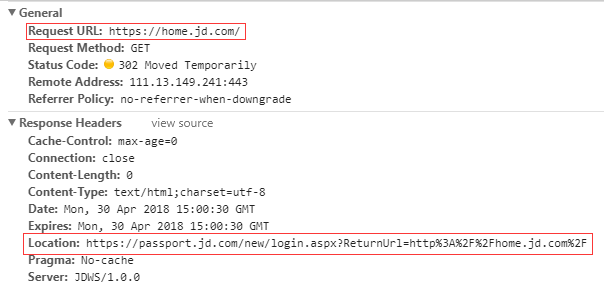 General
Request URL: https://home.jd.com/
Request Method: GET
Status Code: 302 Moved Temporarily
Remote Address: 111.13.149.241:443
Referrer Policy: no-referrer-when-downgrade
Response Headers view source
Cache-Control: max-age=0
Connection: close
Content-Length: 0
Content-Type: text/html;charset=utf-8
Date: Mon, 30 Apr 2018 15:00:30 GMT
Expires: Mon, 30 Apr 2018 15:00:30 GMT
Location: https://passport.jd.com/new/login.aspx?ReturnUrl=http%3A%2F%2Fhome.jd.com%2F
Pragma: No-cache
Server: JDWS/1.0.0